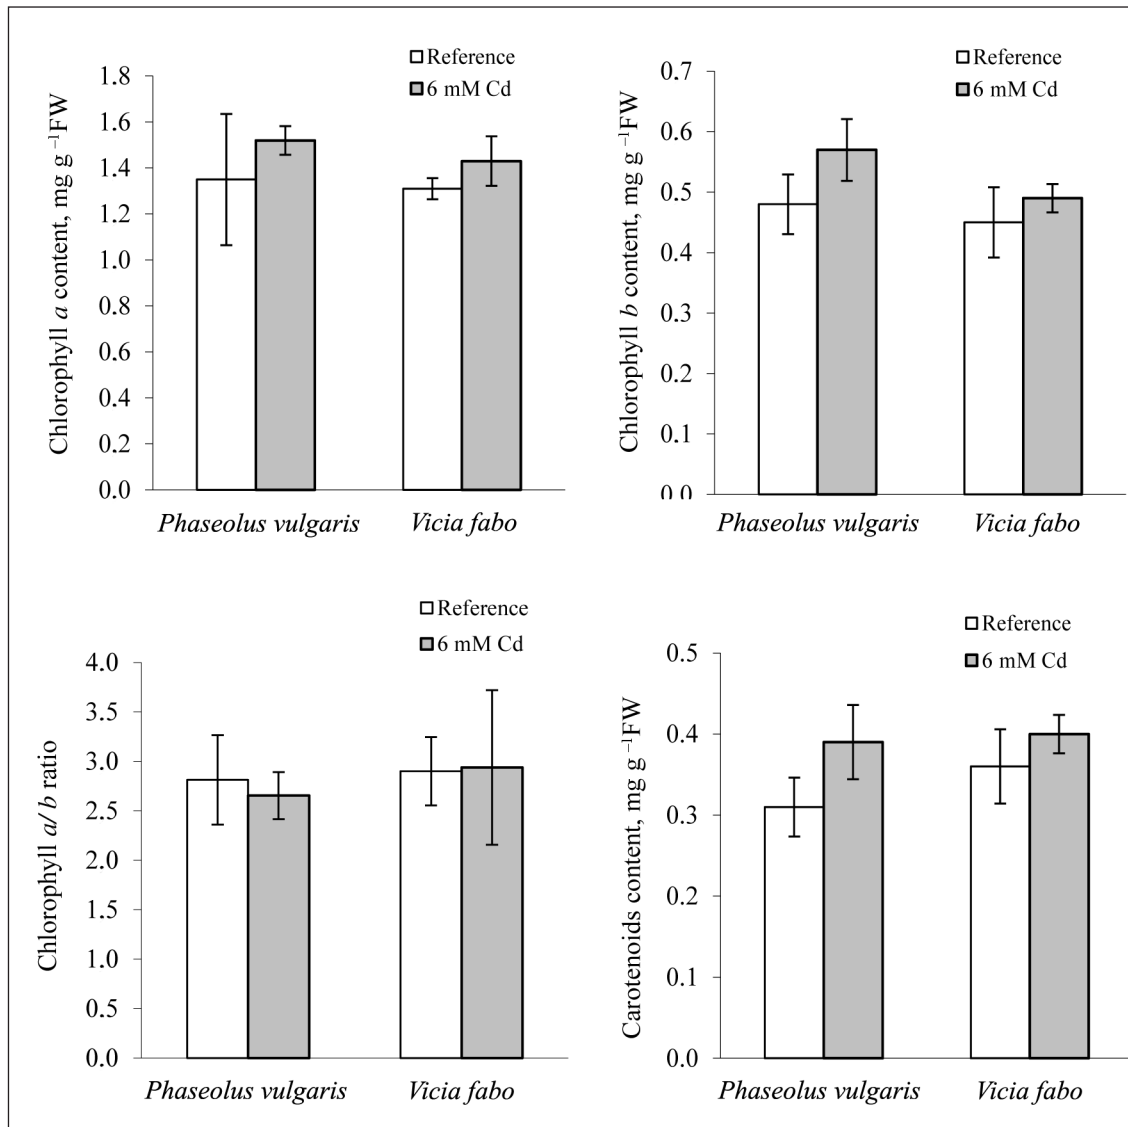 Reference
6 mM Cd
Chlorophyll a content, mg g⁻¹FW
1.8
1.6
1.4
1.2
1.0
0.8
0.6
0.4
0.2
0.0
Phaseolus vulgaris
Vicia fabo
Reference
6 mM Cd
Chlorophyll b content, mg g⁻¹FW
0.7
0.6
0.5
0.4
0.3
0.2
0.1
0.0
Phaseolus vulgaris
Vicia fabo
Reference
6 mM Cd
Chlorophyll a/ b ratio
4.0
3.5
3.0
2.5
2.0
1.5
1.0
0.5
0.0
Phaseolus vulgaris
Vicia fabo
Reference
6 mM Cd
Carotenoids content, mg g⁻¹FW
0.5
0.4
0.3
0.2
0.1
0.0
Phaseolus vulgaris
Vicia fabo